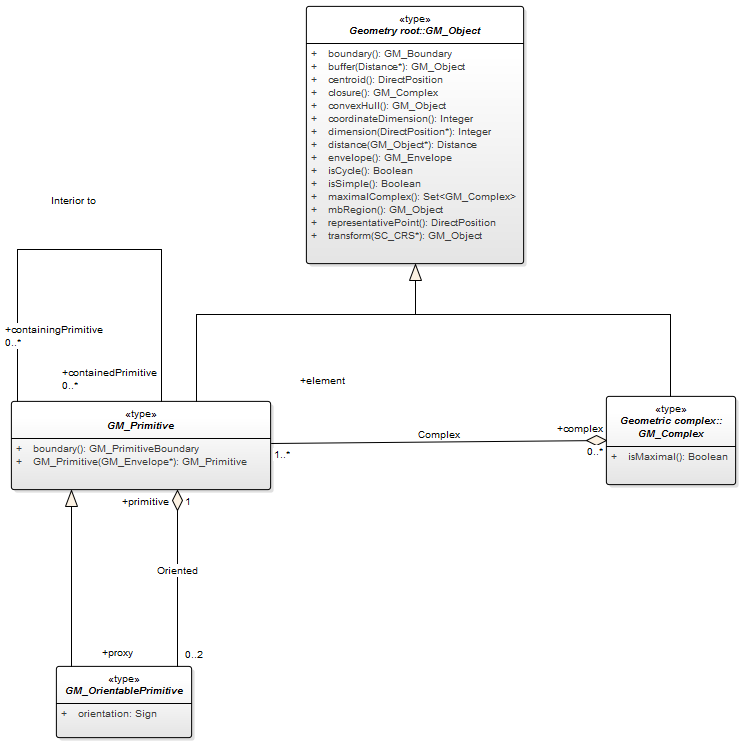 «type»
Geometry root::GM_Object
+ boundary(): GM_Boundary
+ buffer(Distance*): GM_Object
+ centroid(): DirectPosition
+ closure(): GM_Complex
+ convexHull(): GM_Object
+ coordinateDimension(): Integer
+ dimension(DirectPosition*): Integer
+ distance(GM_Object*): Distance
+ envelope(): GM_Envelope
+ isCycle(): Boolean
+ isSimple(): Boolean
+ maximalComplex(): Set<GM_Complex>
+ mbRegion(): GM_Object
+ representativePoint(): DirectPosition
+ transform(SC_CRS*): GM_Object
Interior to
+containingPrimitive
0..*
+containedPrimitive
0..*
+element
«type»
GM_Primitive
+ boundary(): GM_PrimitiveBoundary
+ GM_Primitive(GM_Envelope*): GM_Primitive
1..*
Complex
+complex
0..*
«type»
Geometric complex::
GM_Complex
+ isMaximal(): Boolean
+primitive
1
Oriented
+proxy
0..2
«type»
GM_OrientablePrimitive
+ orientation: Sign